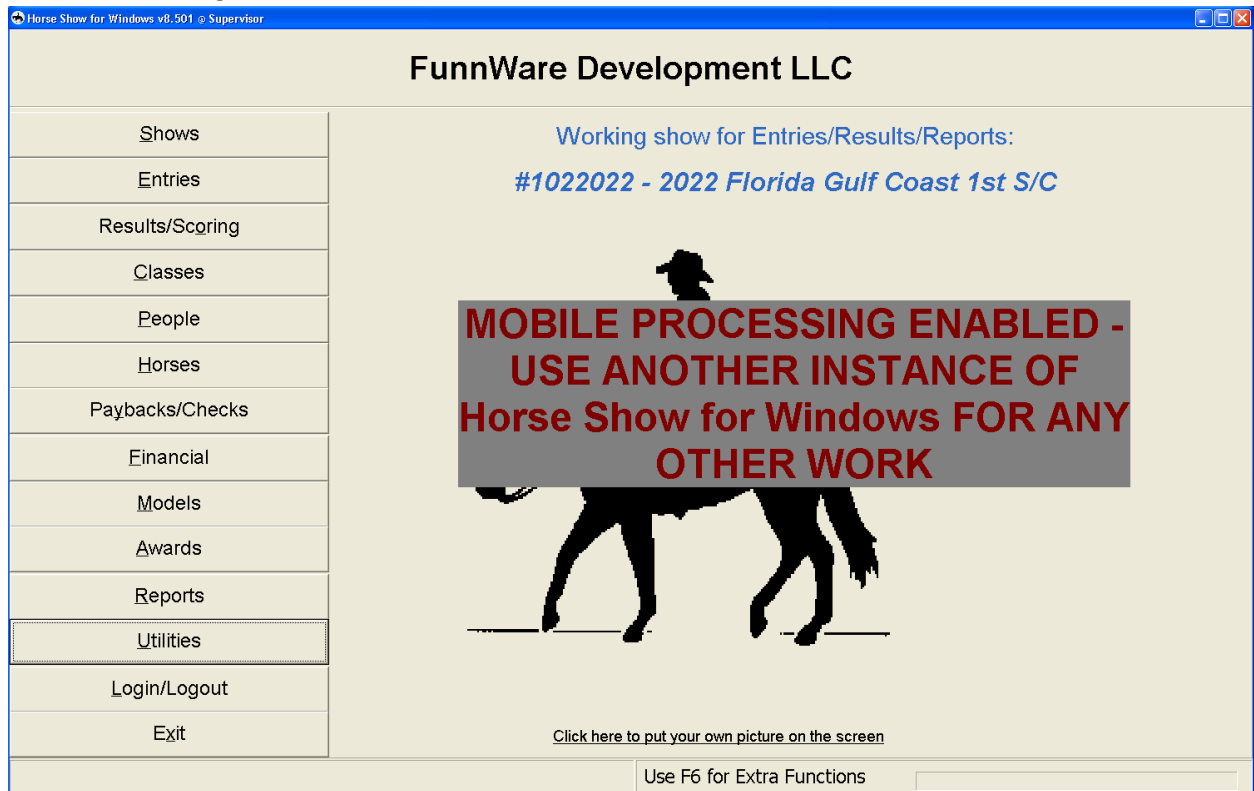 Horse Show for Windows v8.501 @ Supervisor
FunnWare Development LLC
Shows
Entries
Results/Scoring
Classes
People
Horses
Paybacks/Checks
Financial
Models
Awards
Reports
Utilities
Login/Logout
Exit
Working show for Entries/Results/Reports:
#1022022 - 2022 Florida Gulf Coast 1st S/C
MOBILE PROCESSING ENABLED -
USE ANOTHER INSTANCE OF
Horse Show for Windows FOR ANY
OTHER WORK
Click here to put your own picture on the screen
Use F6 for Extra Functions